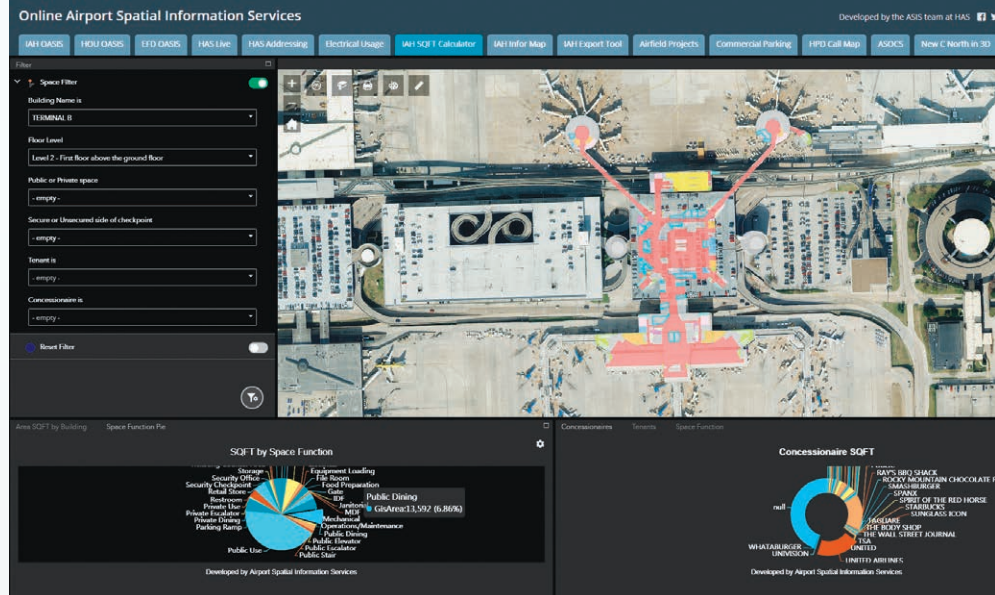 Online Airport Spatial Information Services
Developed by the ASIS team at HAS
IAH OASIS
HOU OASIS
EFD OASIS
HAS Live
HAS Addressing
Electrical Usage
IAH SQFT Calculator
IAH Infor Map
IAH Export Tool
Airfield Projects
Commercial Parking
HPD Call Map
ASOCS
New C North in 3D
Filter
Space Filter
Building Name is
TERMINAL B
Floor Level
Level 2 - First floor above the ground floor
Public or Private space
- empty -
Secure or Unsecured side of checkpoint
- empty -
Tenant is
- empty -
Concessionaire is
- empty -
Reset Filter
Area SQFT by Building
Space Function Pie
SQFT by Space Function
Storage
Security Office
Security Checkpoint
Retail Store
Restroom
Private Use
Private Escalator
Private Dining
Parking Ramp
Public Use
Equipment Loading
File Room
Food Preparation
Gate
IDF
Janitorial
MDF
Mechanical
Operations/Maintenance
Public Dining
Public Elevator
Public Escalator
Public Stair
Public Dining
GisArea:13,592 (6.86%)
Developed by Airport Spatial Information Services
Concessionaires
Tenants
Space Function
Concessionaire SQFT
null
WHATABURGER
UNIVISION
RAY'S BBQ SHACK
ROCKY MOUNTAIN CHOCOLATE F
SMASHBURGER
SPANX
SPIRIT OF THE RED HORSE
STARBUCKS
SUNGLASS ICON
THE BODY SHOP
THE WALL STREET JOURNAL
TSA
UNITED
UNITED AIRLINES
Developed by Airport Spatial Information Services